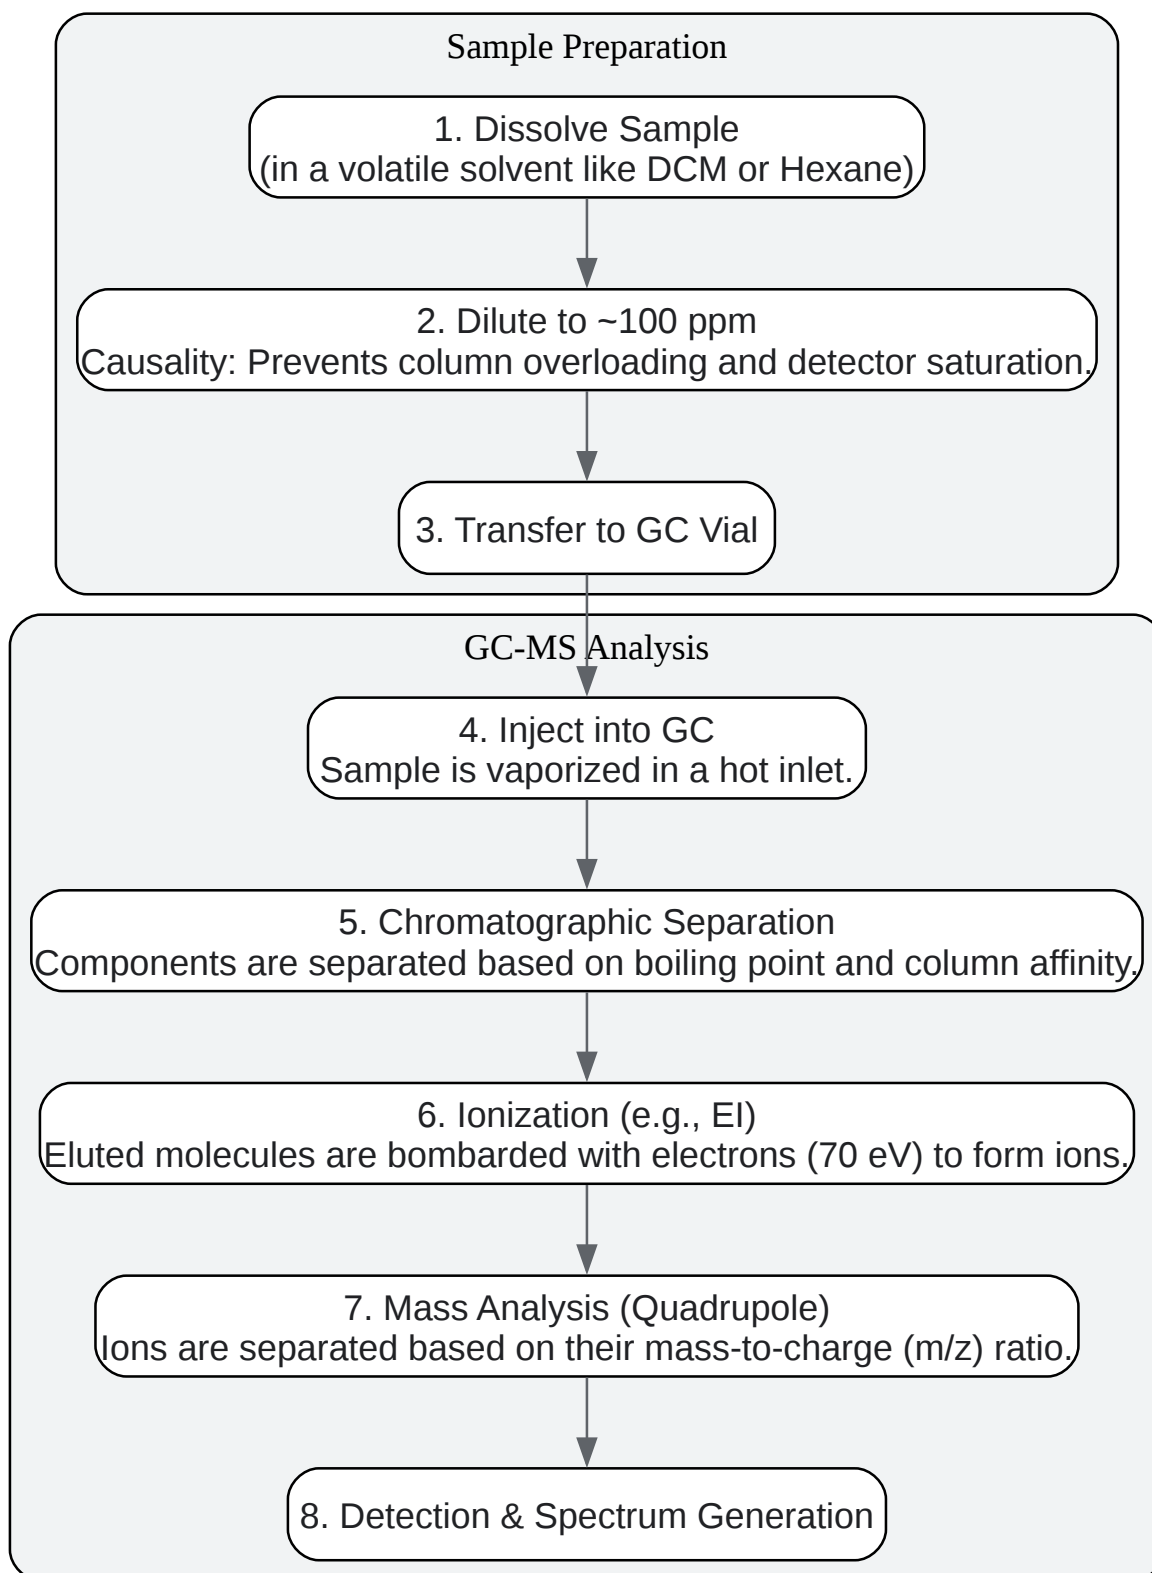 Sample Preparation
1. Dissolve Sample
(in a volatile solvent like DCM or Hexane)
2. Dilute to ~100 ppm
Causality: Prevents column overloading and detector saturation.
3. Transfer to GC Vial
GC-MS Analysis
4. Inject into GC
Sample is vaporized in a hot inlet.
5. Chromatographic Separation
Components are separated based on boiling point and column affinity.
6. Ionization (e.g., EI)
Eluted molecules are bombarded with electrons (70 eV) to form ions.
7. Mass Analysis (Quadrupole)
Ions are separated based on their mass-to-charge (m/z) ratio.
8. Detection & Spectrum Generation